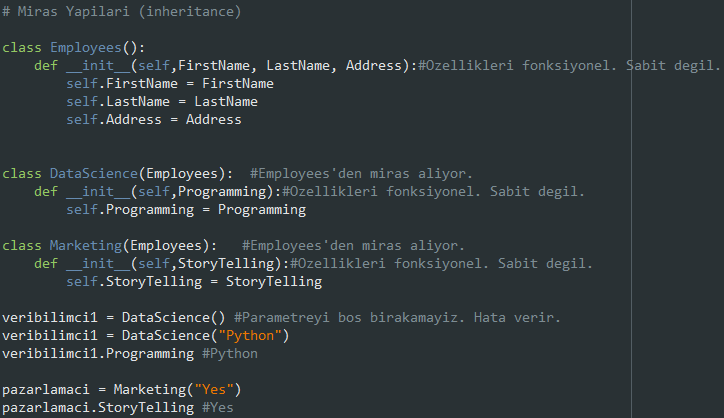 # Miras Yapilari (inheritance)
class Employees():
    def __init__(self,FirstName, LastName, Address):#Ozellikleri fonksiyonel. Sabit degil.
        self.FirstName = FirstName
        self.LastName = LastName
        self.Address = Address
class DataScience(Employees):  #Employees'den miras aliyor.
    def __init__(self,Programming):#Ozellikleri fonksiyonel. Sabit degil.
        self.Programming = Programming
class Marketing(Employees):   #Employees'den miras aliyor.
    def __init__(self,StoryTelling):#Ozellikleri fonksiyonel. Sabit degil.
        self.StoryTelling = StoryTelling
veribilimci1 = DataScience() #Parametreyi bos birakamayiz. Hata verir.
veribilimci1 = DataScience("Python")
veribilimci1.Programming #Python
pazarlamaci = Marketing("Yes")
pazarlamaci.StoryTelling #Yes